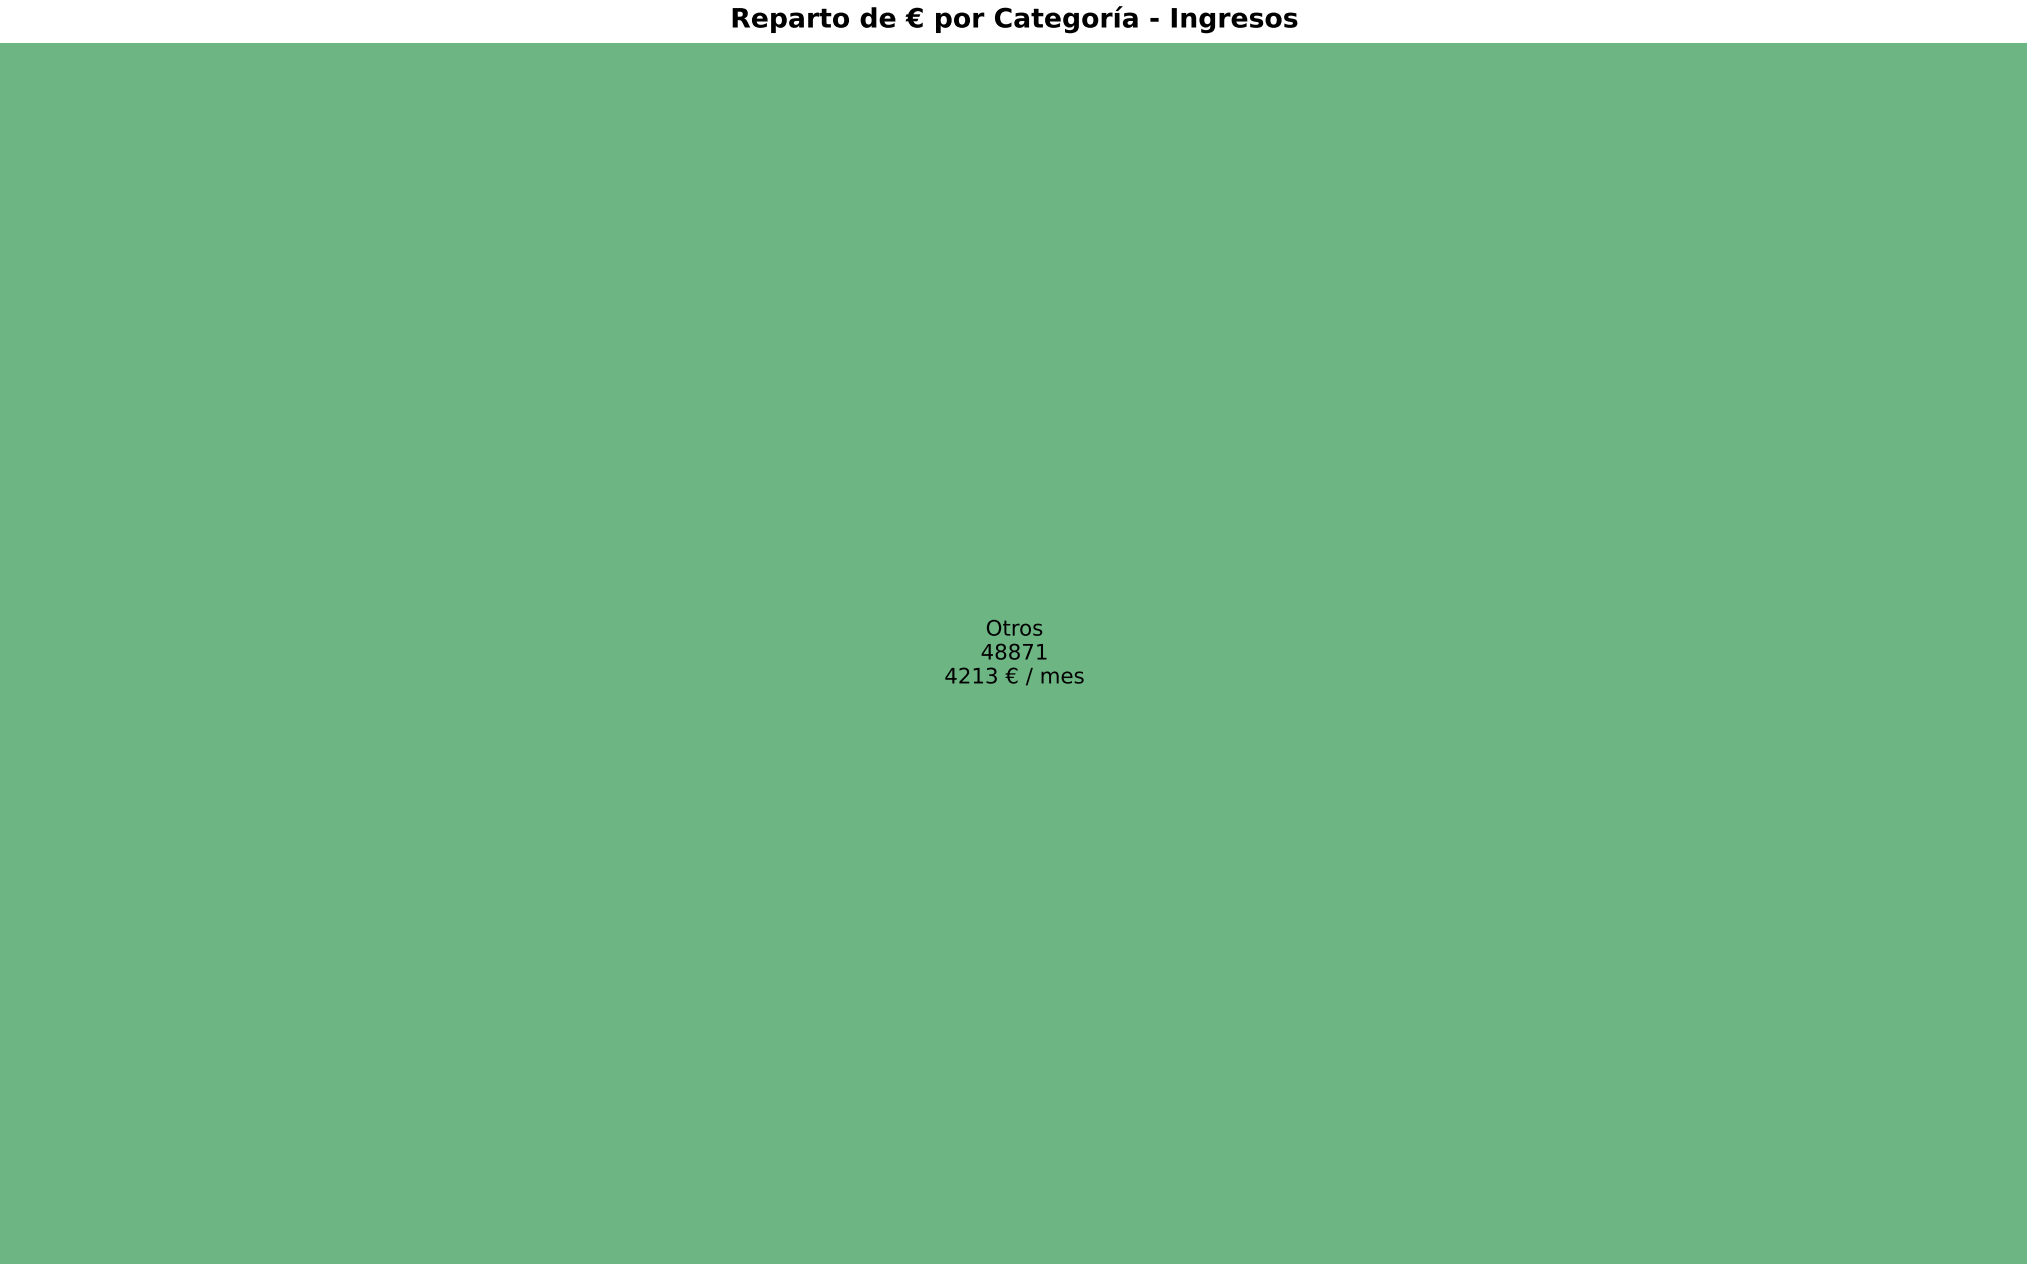 Reparto de € por Categoría - Ingresos
Otros
48871
4213 € / mes